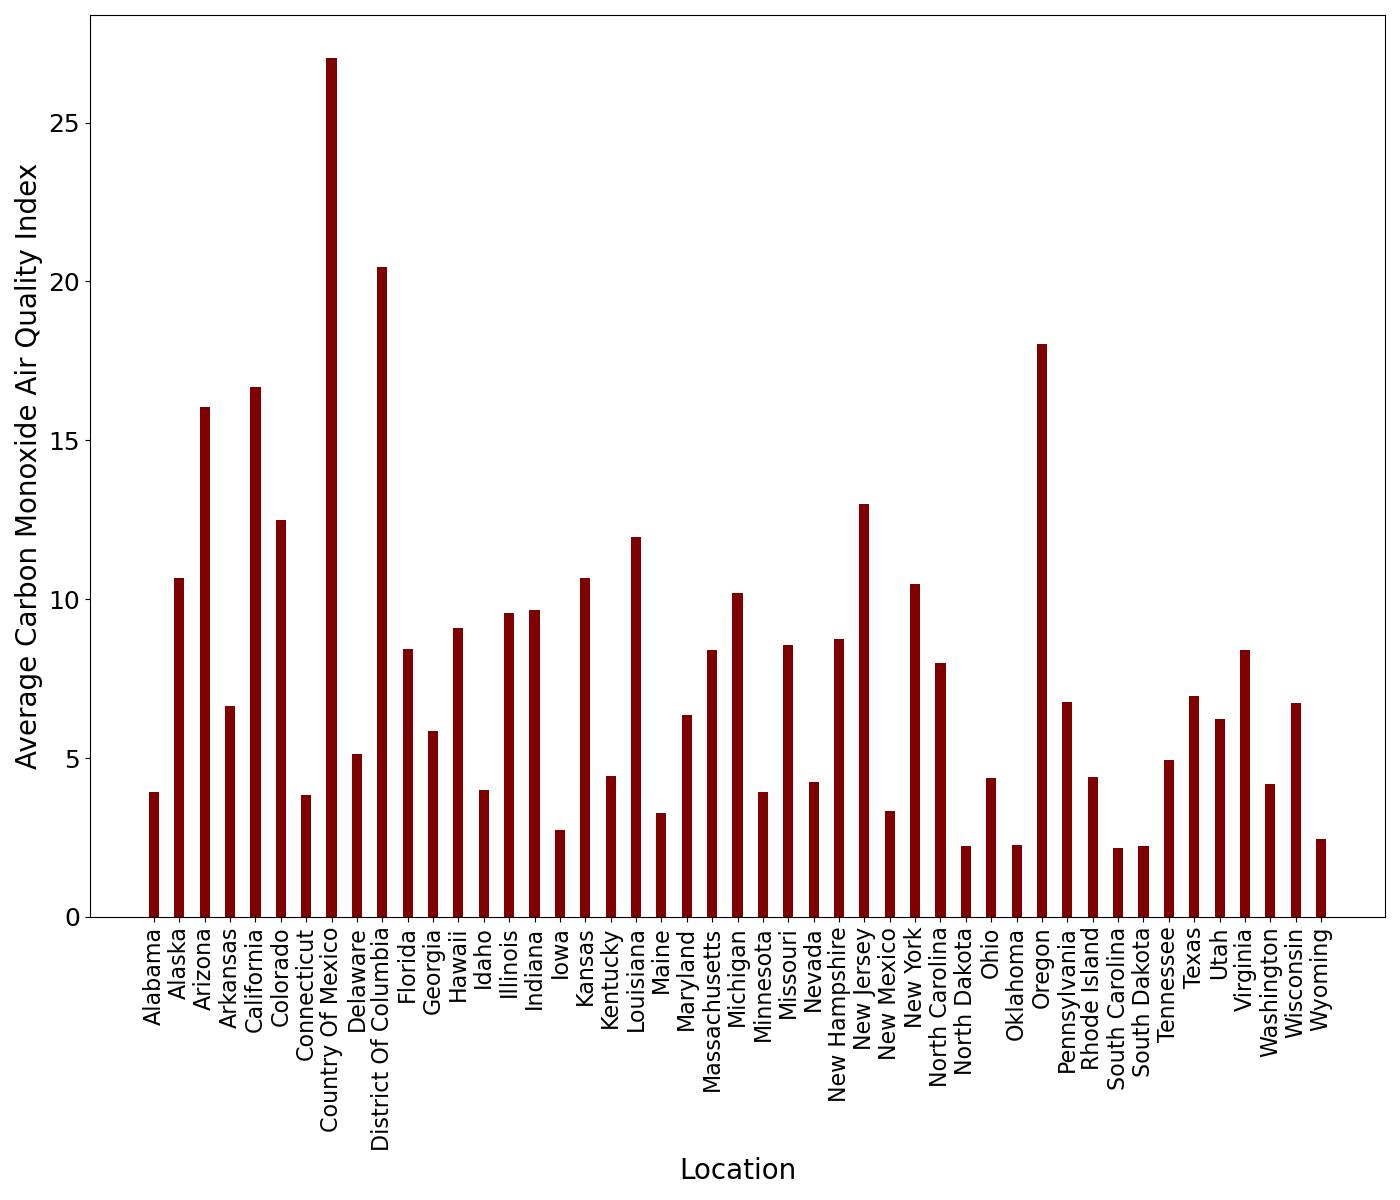 Average Carbon Monoxide Air Quality Index
25
20
15
10
5
0
Alabama
Alaska
Arizona
Arkansas
California
Colorado
Connecticut
Country Of Mexico
Delaware
District Of Columbia
Florida
Georgia
Hawaii
Idaho
Illinois
Indiana
Iowa
Kansas
Kentucky
Louisiana
Maine
Maryland
Massachusetts
Michigan
Minnesota
Missouri
Nevada
New Hampshire
New Jersey
New Mexico
New York
North Carolina
North Dakota
Ohio
Oklahoma
Oregon
Pennsylvania
Rhode Island
South Carolina
South Dakota
Tennessee
Texas
Utah
Virginia
Washington
Wisconsin
Wyoming
Location